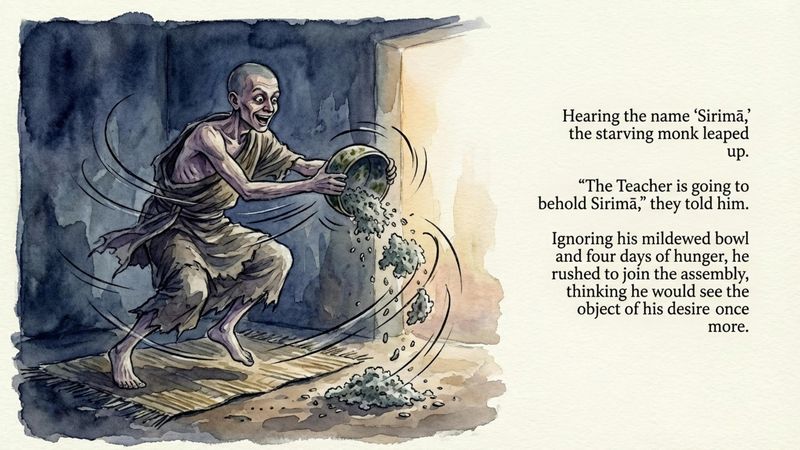 Hearing the name ‘Sirimā,’
the starving monk leaped
up.
“The Teacher is going to
behold Sirimā,” they told him.
Ignoring his mildewed bowl
and four days of hunger, he
rushed to join the assembly,
thinking he would see the
object of his desire once
more.